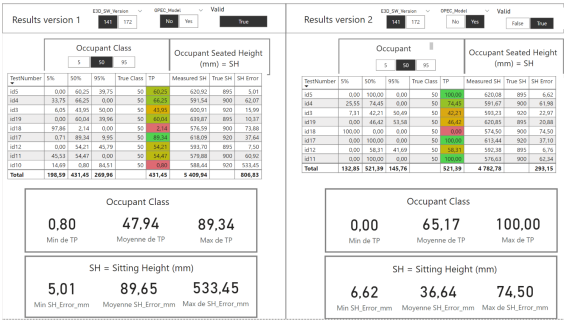 Results version 1
E3D_SW_Version
141 172
OPEC_Model
No Yes
Valid
True
Occupant Class
5 50 95
Occupant Seated Height
(mm) = SH
TestNumber 5% 50% 95% True Class TP Measured SH True SH SH Error
id5 0,00 60,25 39,75 50 60,25 620,92 895 5,01
id4 33,75 66,25 0,00 50 66,25 591,54 900 62,07
id3 6,05 43,95 50,00 50 43,95 600,91 920 15,99
id19 0,00 60,04 39,96 50 60,04 639,87 895 10,37
id18 97,86 2,14 0,00 50 2,14 576,59 900 73,88
id17 0,71 89,34 9,95 50 89,34 618,09 920 37,64
id12 0,00 54,21 45,79 50 54,21 593,70 895 7,50
id11 45,53 54,47 0,00 50 54,47 579,88 900 60,92
id10 14,69 0,80 84,51 50 0,80 588,44 920 533,45
Total 198,59 431,45 269,96 431,45 5 409,94 806,83
Occupant Class
0,80 47,94 89,34
Min de TP Moyenne de TP Max de TP
SH = Sitting Height (mm)
5,01 89,65 533,45
Min SH_Error_mm Moyenne SH_Error_mm Max de SH_Error_mm
Results version 2
E3D_SW_Version
141 172
OPEC_Model
No Yes
Valid
False True
Occupant
5 50 95
Occupant Seated Height
(mm) = SH
TestNumber 5% 50% 95% True Class TP Measured SH True SH SH Error
id5 0,00 100,00 0,00 50 100,00 620,08 895 6,62
id4 25,55 74,45 0,00 50 74,45 591,67 900 61,98
id3 7,31 42,21 50,49 50 42,21 593,23 920 22,97
id19 0,00 46,42 53,58 50 46,42 620,85 895 20,88
id18 100,00 0,00 0,00 50 0,00 574,50 900 74,50
id17 0,00 100,00 0,00 50 100,00 613,44 920 37,10
id12 0,00 58,31 41,69 50 58,31 592,38 895 6,76
id11 0,00 100,00 0,00 50 100,00 576,63 900 62,34
Total 132,85 521,39 145,76 521,39 4 782,78 293,15
Occupant Class
0,00 65,17 100,00
Min de TP Moyenne de TP Max de TP
SH = Sitting Height (mm)
6,62 36,64 74,50
Min SH_Error_mm Moyenne SH_Error_mm Max de SH_Error_mm